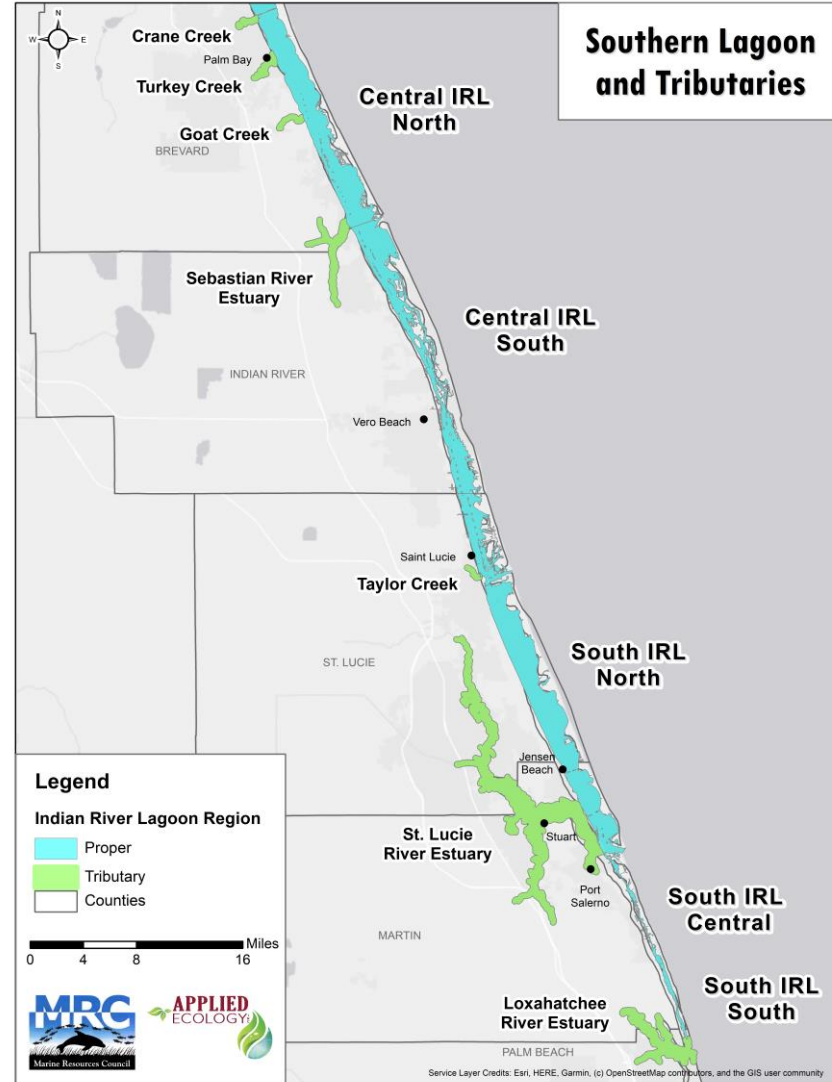 Southern Lagoon
and Tributaries
N
W
E
S
Crane Creek
Palm Bay
Turkey Creek
Central IRL
North
Goat Creek
BREVARD
Sebastian River
Estuary
Central IRL
South
INDIAN RIVER
Vero Beach
Saint Lucie
Taylor Creek
ST. LUCIE
South IRL
North
Jensen
Beach
St. Lucie
River Estuary
Stuart
Port
Salerno
South IRL
Central
MARTIN
South IRL
South
Loxahatchee
River Estuary
PALM BEACH
Legend
Indian River Lagoon Region
Proper
Tributary
Counties
Miles
0 4 8 16
MRC
Marine Resources Council
APPLIED
ECOLOGY
Service Layer Credits: Esri, HERE, Garmin, (c) OpenStreetMap contributors, and the GIS user community